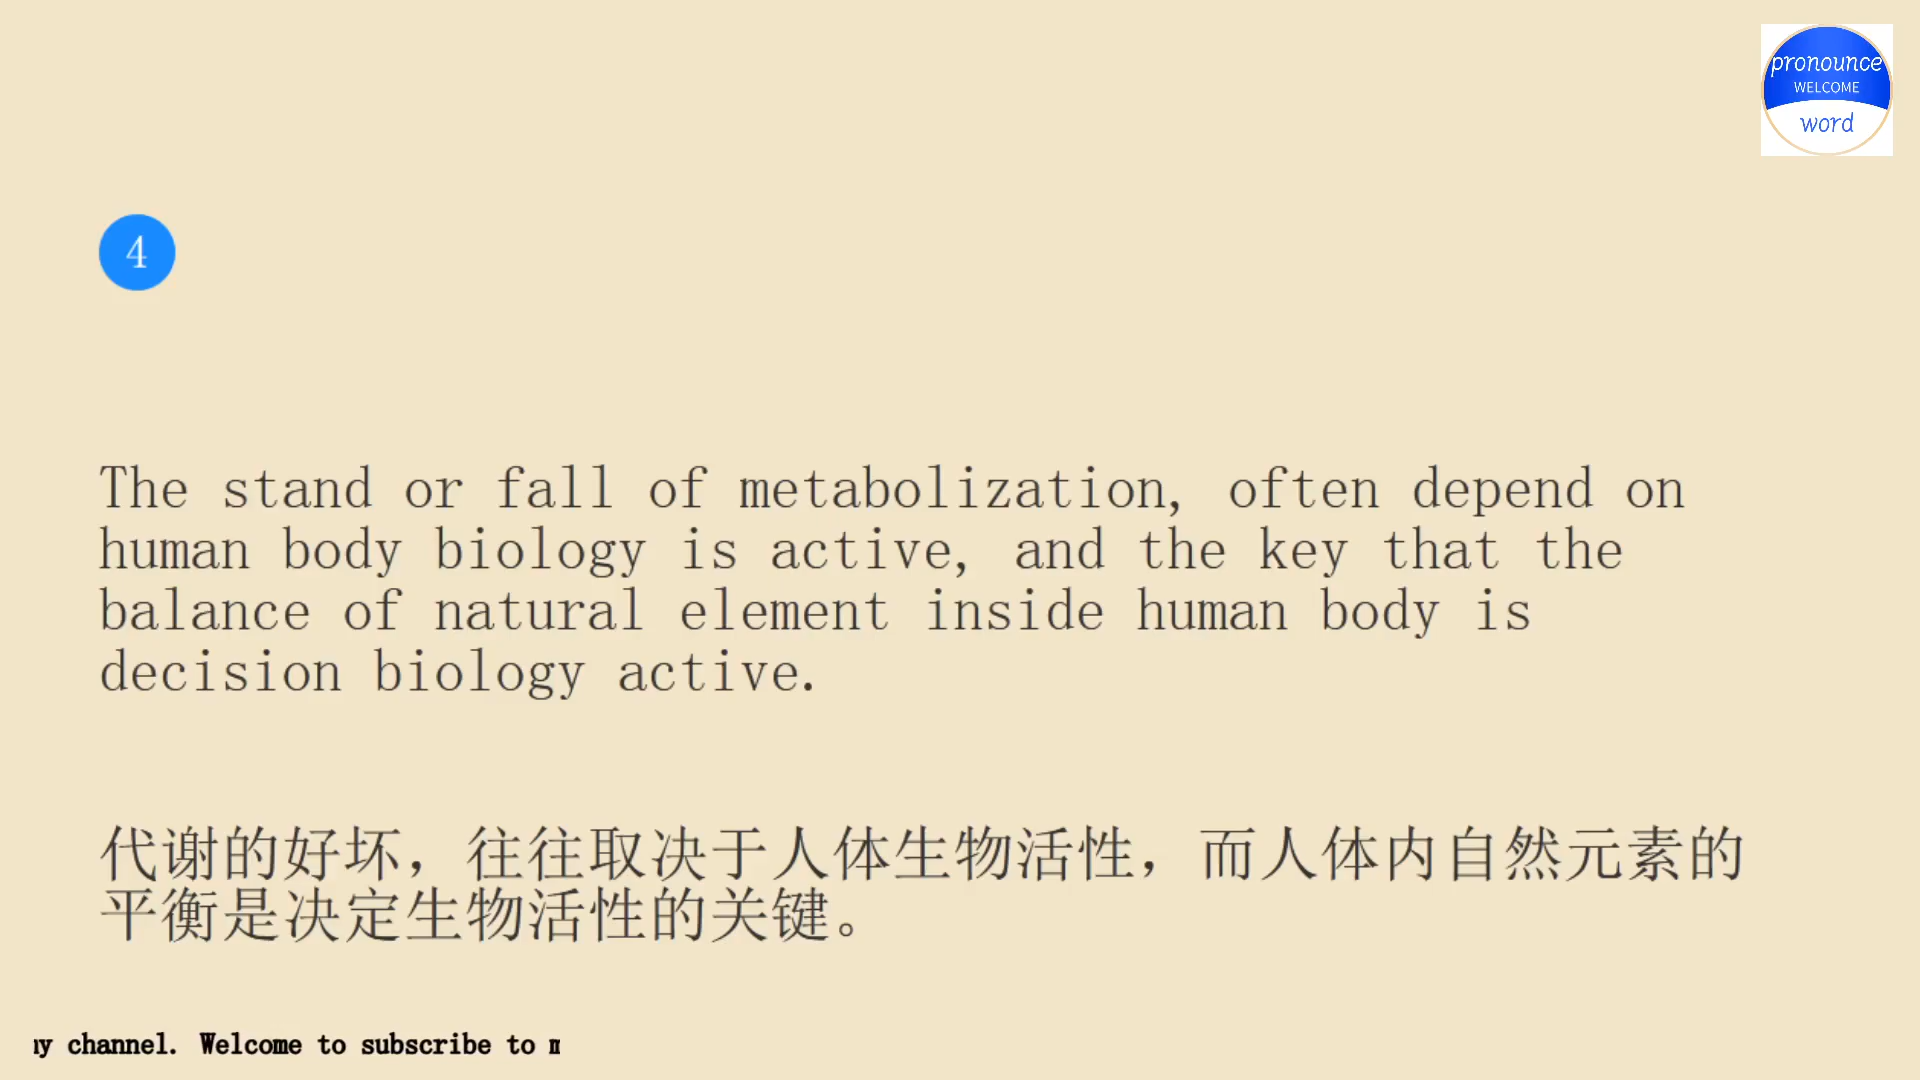 pronounce
WELCOME
word
4
The stand or fall of metabolization, often depend on
human body biology is active, and the key that the
balance of natural element inside human body is
decision biology active.
代谢的好坏，往往取决于人体生物活性，而人体内自然元素的
平衡是决定生物活性的关键。
channel. Welcome to subscribe to